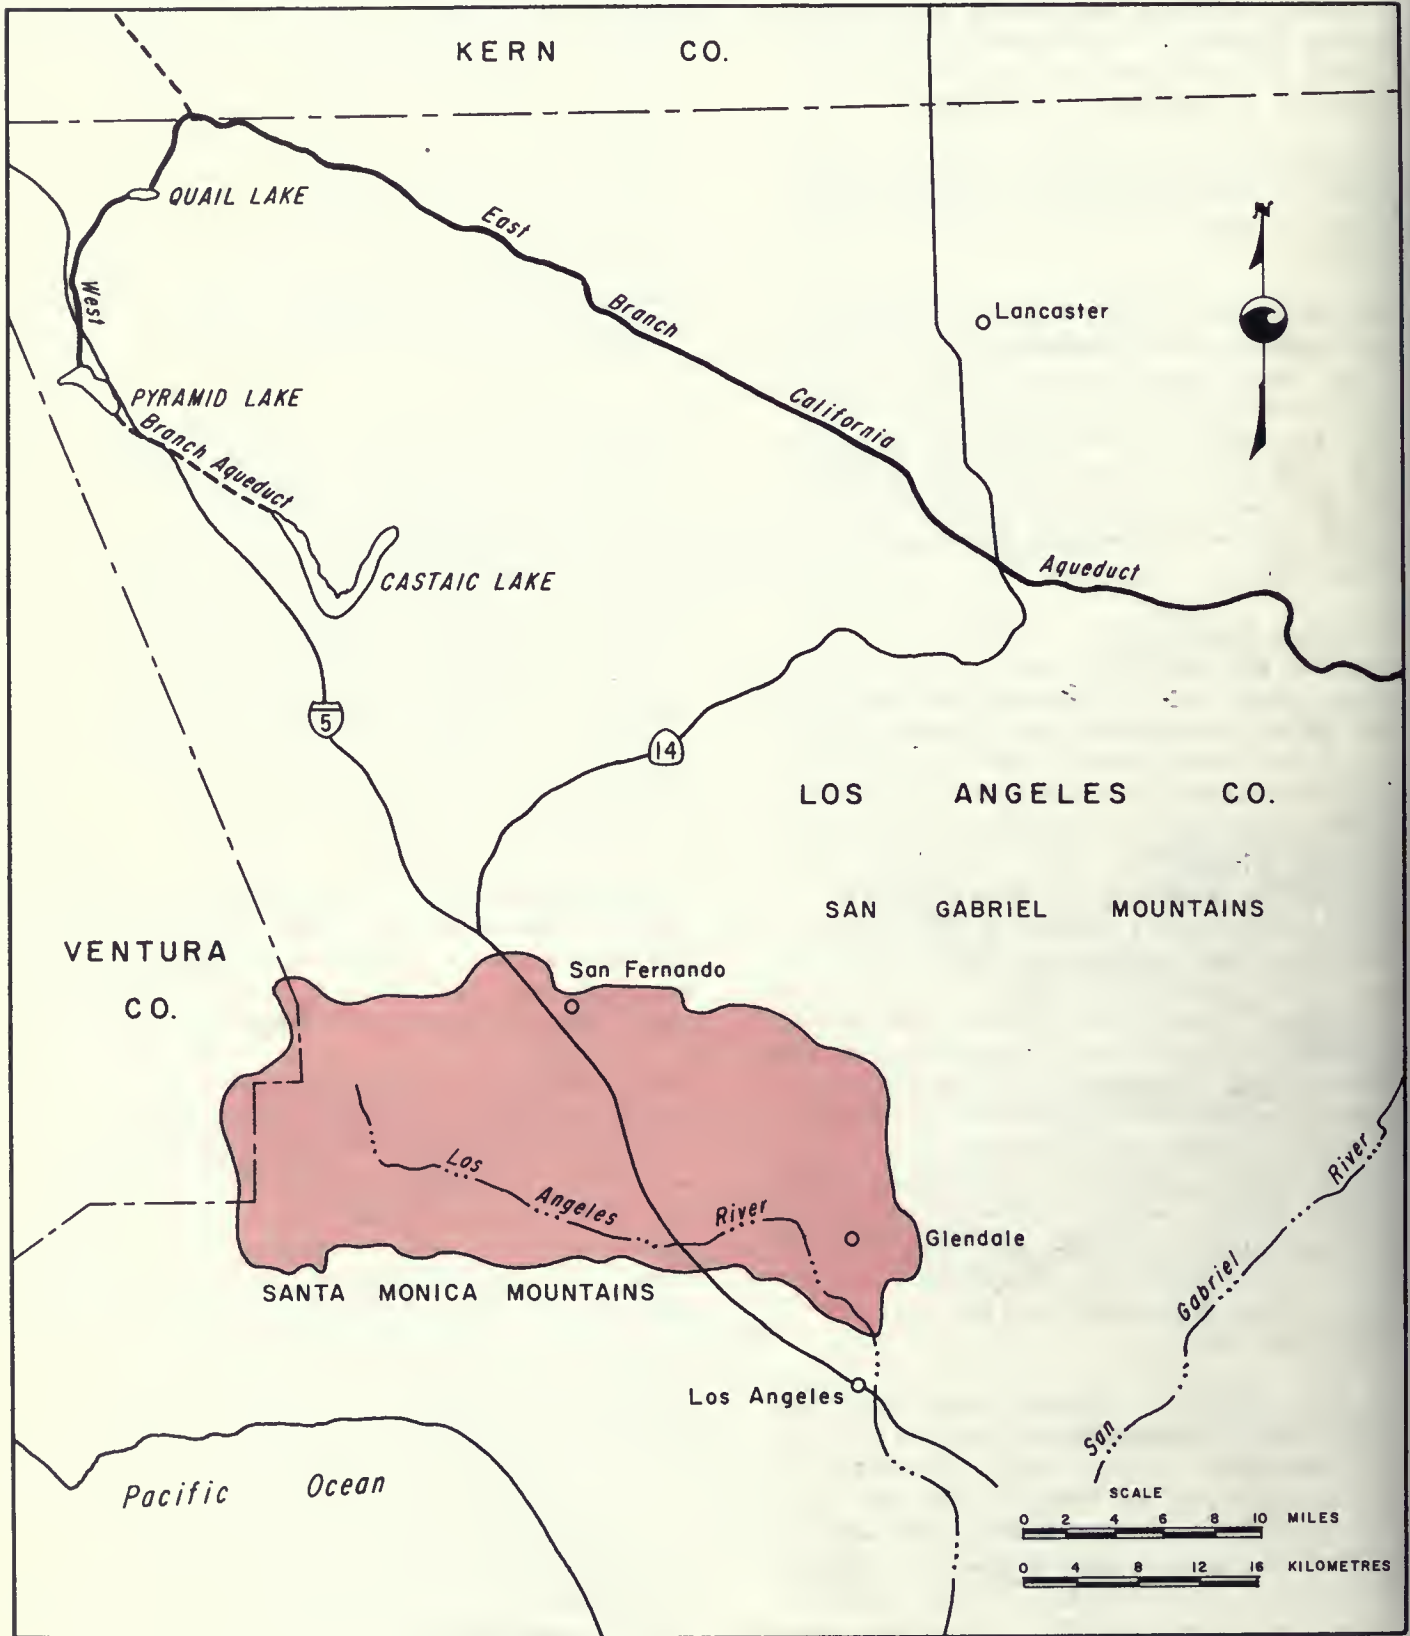 KERN CO.
QUAIL LAKE
East
Branch
West
Lancaster
N
PYRAMID LAKE
California
Branch Aqueduct
CASTAIC LAKE
Aqueduct
5
14
LOS ANGELES CO.
SAN GABRIEL MOUNTAINS
VENTURA
CO.
San Fernando
Los
Angeles
River
River
Glendale
Gabriel
SANTA MONICA MOUNTAINS
Los Angeles
San
Pacific Ocean
SCALE
0 2 4 6 8 10 MILES
0 4 8 12 16 KILOMETRES